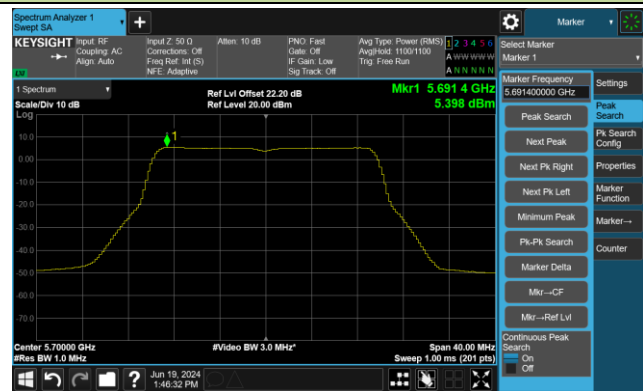 Spectrum Analyzer 1
Swept SA
Marker
KEYSIGHT
Input: RF
Coupling: AC
Align: Auto
Input Z: 50 Ω
Corrections: Off
Freq Ref: Int (S)
NFE: Adaptive
Atten: 10 dB
PNO: Fast
Gate: Off
IF Gain: Low
Sig Track: Off
Avg Type: Power (RMS)
Avg|Hold: 1100/1100
Trig: Free Run
1 2 3 4 5 6
A W W W W W
A N N N N N
Select Marker
Marker 1
1 Spectrum
Scale/Div 10 dB
Log
Ref Lvl Offset 22.20 dB
Ref Level 20.00 dBm
Mkr1 5.691 4 GHz
5.398 dBm
10.0
0.00
-10.0
-20.0
-30.0
-40.0
-50.0
-60.0
-70.0
1
Center 5.70000 GHz
#Res BW 1.0 MHz
#Video BW 3.0 MHz*
Span 40.00 MHz
Sweep 1.00 ms (201 pts)
Marker Frequency
5.691400000 GHz
Peak Search
Next Peak
Next Pk Right
Next Pk Left
Minimum Peak
Pk-Pk Search
Marker Delta
Mkr→CF
Mkr→Ref Lvl
Continuous Peak
Search
On
Off
Settings
Peak
Search
Pk Search
Config
Properties
Marker
Function
Marker→
Counter
Jun 19, 2024
1:46:32 PM